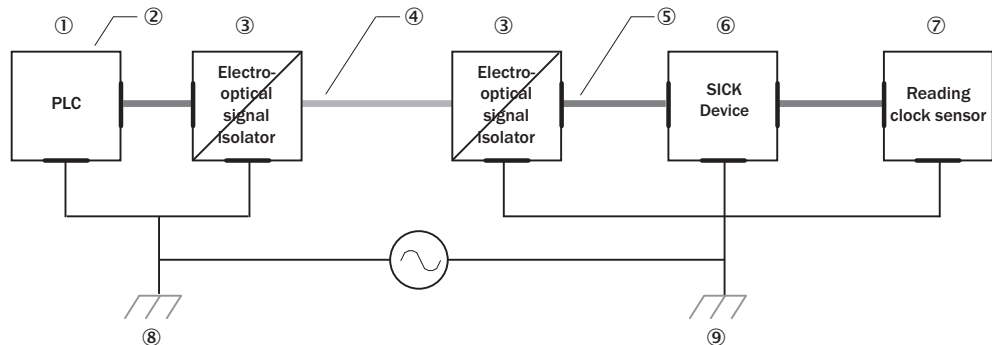 ① ② ③ ④ ③ ⑤ ⑥ ⑦
PLC
Electro-
optical
signal
isolator
Electro-
optical
signal
isolator
SICK
Device
Reading
clock sensor
⑧ ⑨